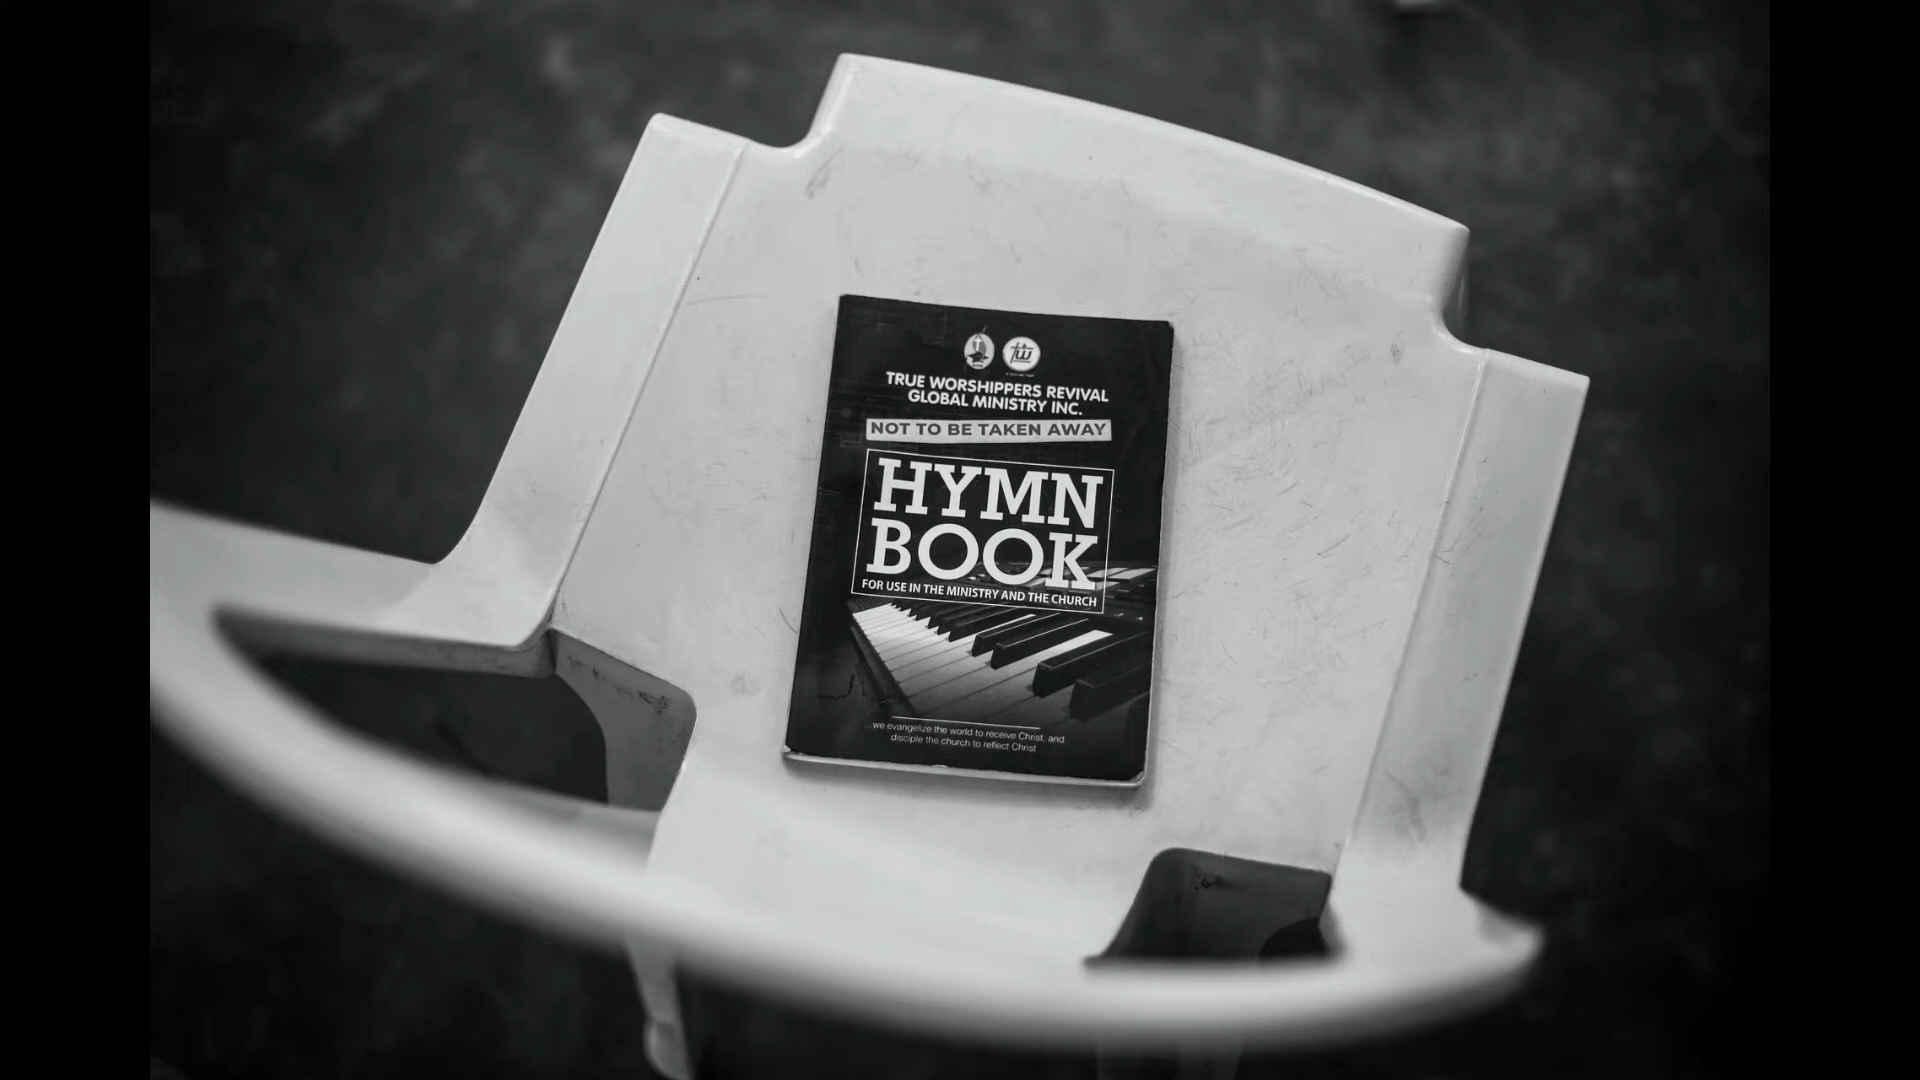 tw
TRUE WORSHIPPERS REVIVAL
GLOBAL MINISTRY INC.
NOT TO BE TAKEN AWAY
HYMN
BOOK
FOR USE IN THE MINISTRY AND THE CHURCH
...we evangelize the world to receive Christ, and
disciple the church to reflect Christ